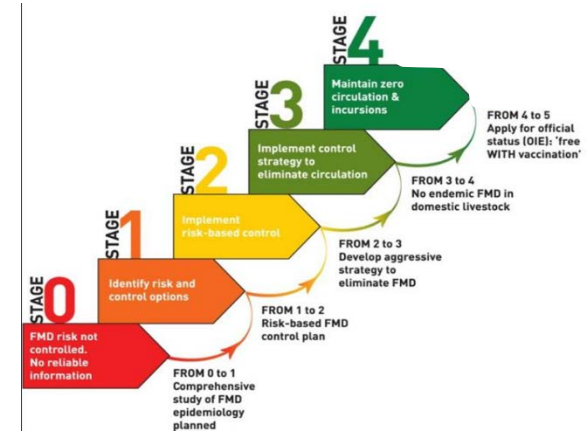 STAGE 4
Maintain zero
circulation &
incursions
FROM 4 to 5
Apply for official
status (OIE): 'free
WITH vaccination'
STAGE 3
Implement control
strategy to
eliminate circulation
FROM 3 to 4
No endemic FMD in
domestic livestock
STAGE 2
Implement
risk-based control
FROM 2 to 3
Develop aggressive
strategy to
eliminate FMD
STAGE 1
Identify risk and
control options
FROM 1 to 2
Risk-based FMD
control plan
STAGE 0
FMD risk not
controlled.
No reliable
information
FROM 0 to 1
Comprehensive
study of FMD
epidemiology
planned